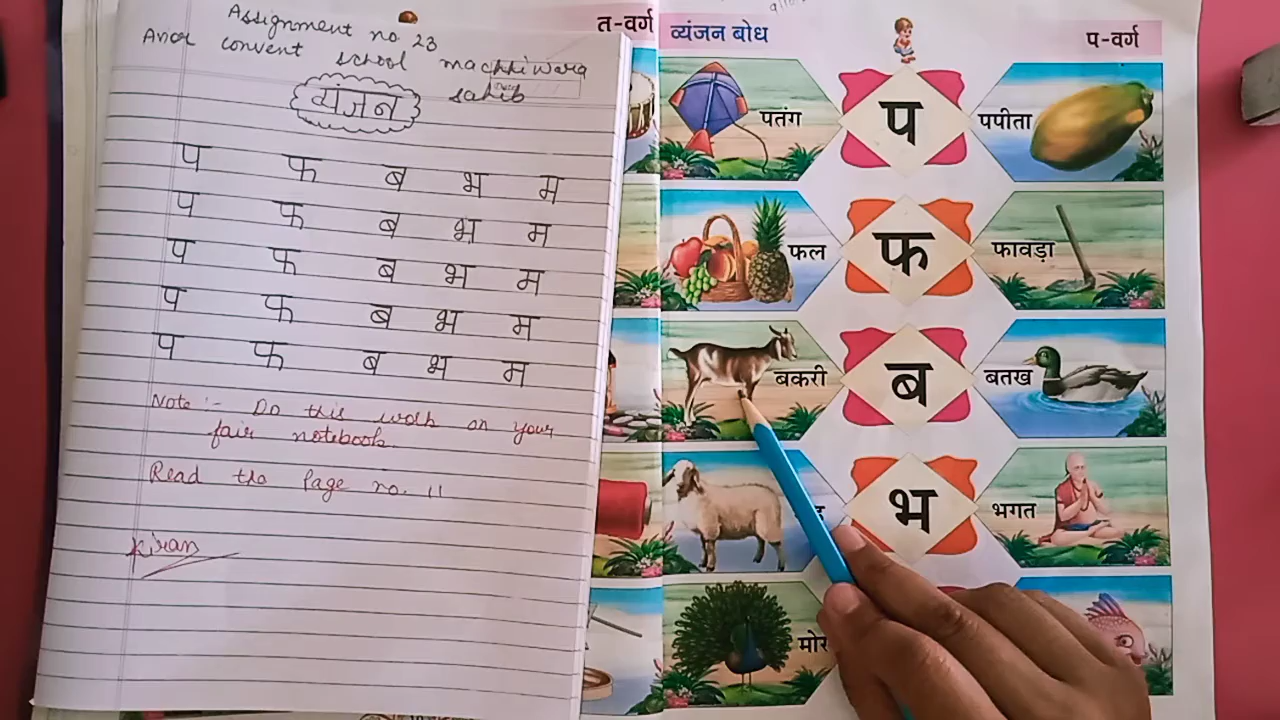 Assignment no 23
convent school machhiwara
sahib
व्यंजन
प फ ब भ म
प फ ब भ म
प फ ब भ म
प फ ब भ म
प फ ब भ म
Note :- Do this work on your
fair notebook.
Read the Page no. 11
Kiran
त-वर्ग
व्यंजन बोध
प-वर्ग
पतंग
प
पपीता
फल
फ
फावड़ा
बकरी
ब
बतख
भ
भगत
मोर